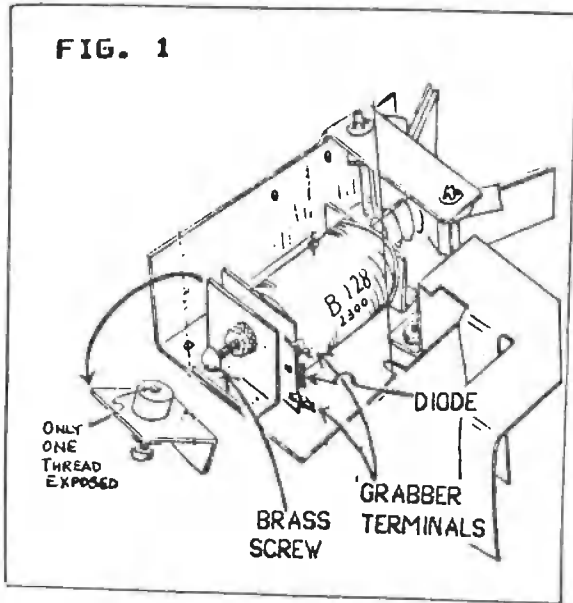 FIG. 1
B 128
2300
DIODE
ONLY
ONE
THREAD
EXPOSED
GRABBER
TERMINALS
BRASS
SCREW